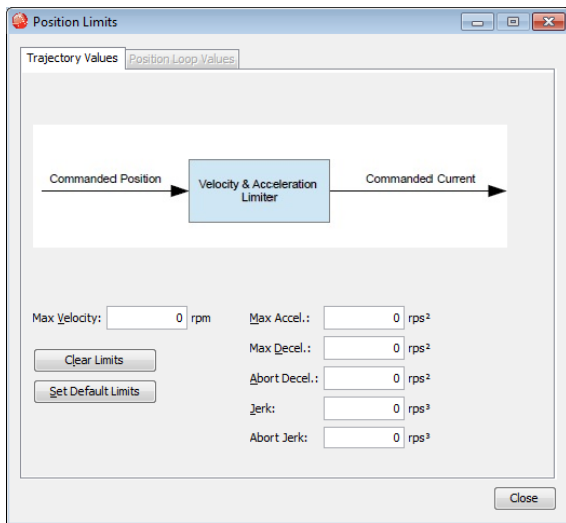 Position Limits
Trajectory Values Position Loop Values
Commanded Position
Velocity & Acceleration
Limiter
Commanded Current
Max Velocity: 0 rpm
Clear Limits
Set Default Limits
Max Accel.: 0 rps²
Max Decel.: 0 rps²
Abort Decel.: 0 rps²
Jerk: 0 rps³
Abort Jerk: 0 rps³
Close